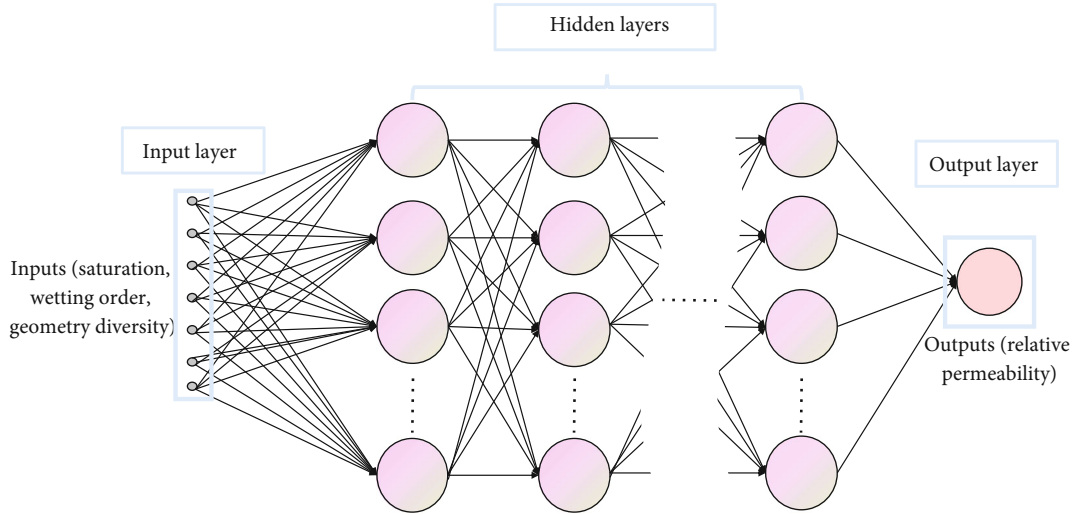 Hidden layers
Input layer
Output layer
Inputs (saturation,
wetting order,
geometry diversity)
Outputs (relative
permeability)